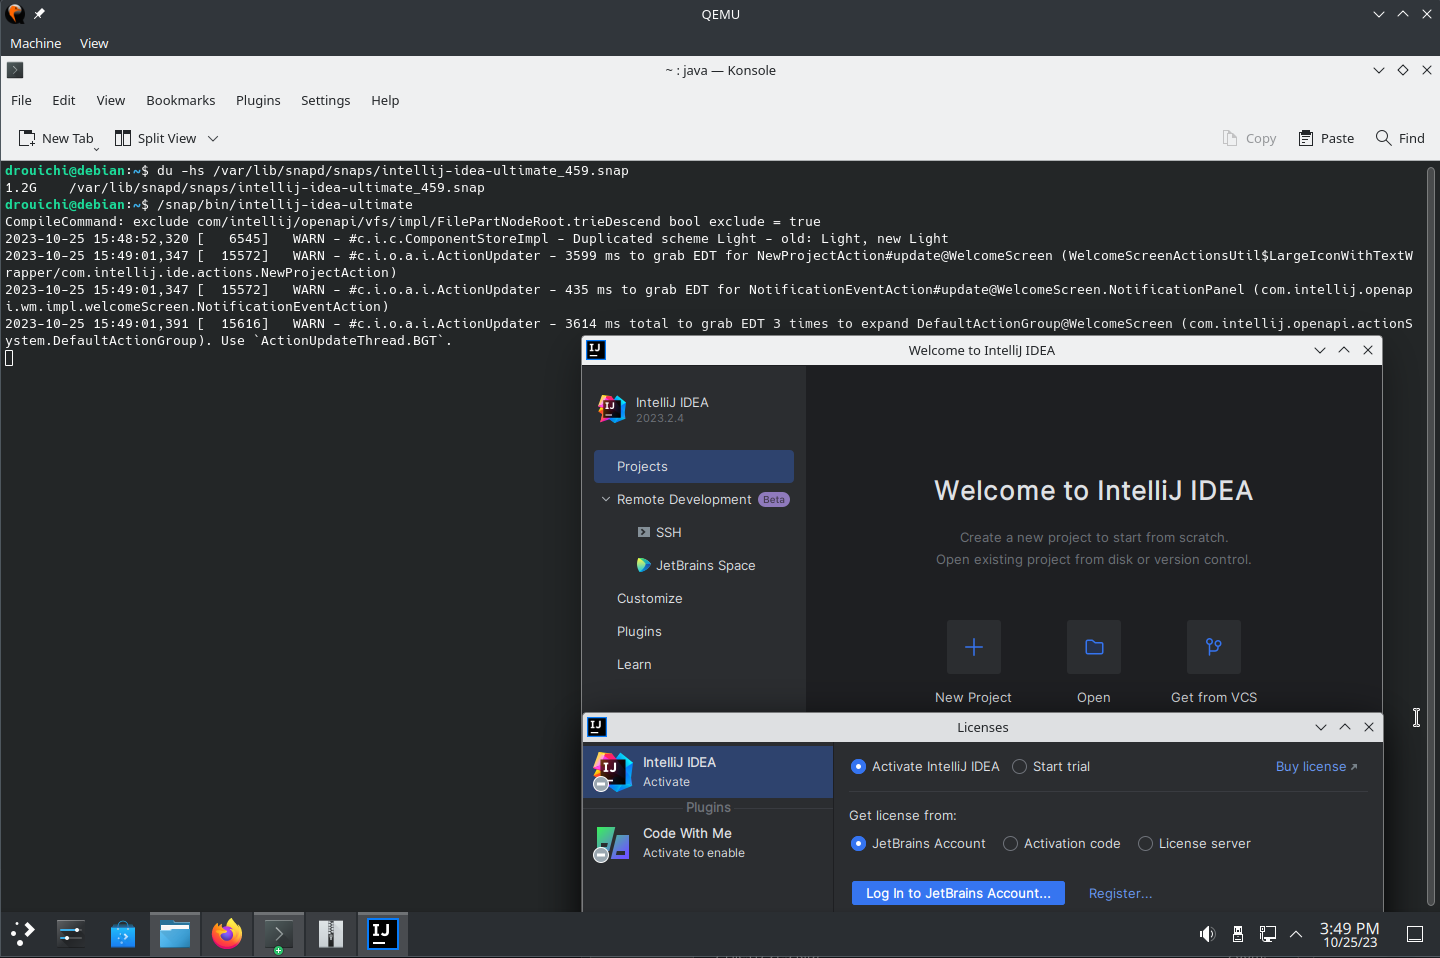 QEMU
Machine View
~ : java — Konsole
File Edit View Bookmarks Plugins Settings Help
New Tab Split View Copy Paste Find
drouichi@debian:~$ du -hs /var/lib/snapd/snaps/intellij-idea-ultimate_459.snap
1.2G /var/lib/snapd/snaps/intellij-idea-ultimate_459.snap
drouichi@debian:~$ /snap/bin/intellij-idea-ultimate
CompileCommand: exclude com/intellij/openapi/vfs/impl/FilePartNodeRoot.trieDescend bool exclude = true
2023-10-25 15:48:52,320 [   6545]   WARN - #c.i.c.ComponentStoreImpl - Duplicated scheme Light - old: Light, new Light
2023-10-25 15:49:01,347 [  15572]   WARN - #c.i.o.a.i.ActionUpdater - 3599 ms to grab EDT for NewProjectAction#update@WelcomeScreen (WelcomeScreenActionsUtil$LargeIconWithTextW
rapper/com.intellij.ide.actions.NewProjectAction)
2023-10-25 15:49:01,347 [  15572]   WARN - #c.i.o.a.i.ActionUpdater - 435 ms to grab EDT for NotificationEventAction#update@WelcomeScreen.NotificationPanel (com.intellij.openap
i.wm.impl.welcomeScreen.NotificationEventAction)
2023-10-25 15:49:01,391 [  15616]   WARN - #c.i.o.a.i.ActionUpdater - 3614 ms total to grab EDT 3 times to expand DefaultActionGroup@WelcomeScreen (com.intellij.openapi.actionS
ystem.DefaultActionGroup). Use `ActionUpdateThread.BGT`.
IJ Welcome to IntelliJ IDEA
IJ IntelliJ IDEA
2023.2.4
Projects
Remote Development Beta
SSH
JetBrains Space
Customize
Plugins
Learn
Welcome to IntelliJ IDEA
Create a new project to start from scratch.
Open existing project from disk or version control.
New Project Open Get from VCS
IJ Licenses
IJ IntelliJ IDEA
Activate
Plugins
Code With Me
Activate to enable
Activate IntelliJ IDEA Start trial Buy license ↗
Get license from:
JetBrains Account Activation code License server
Log In to JetBrains Account... Register...
IJ
3:49 PM
10/25/23